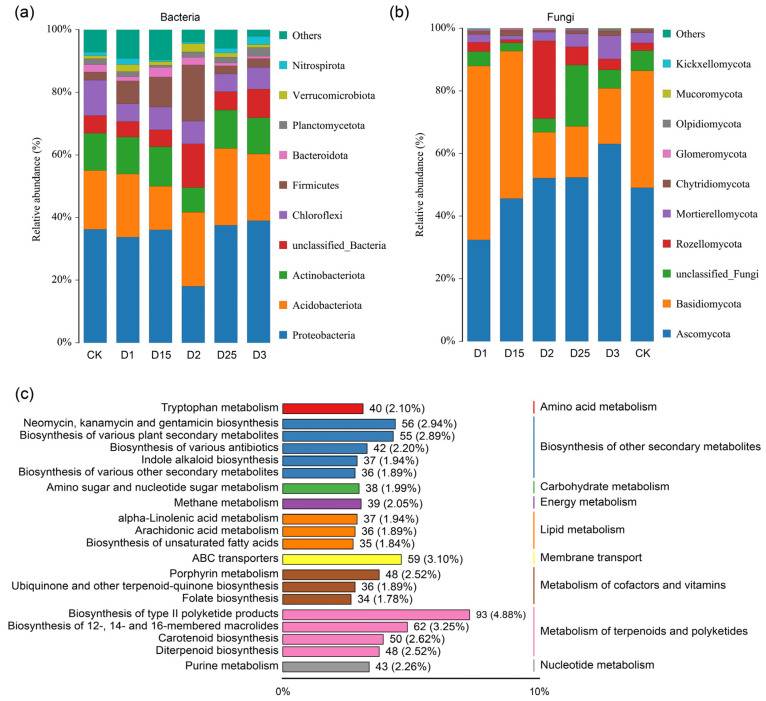 (a)
Bacteria
100%
80%
60%
40%
20%
0%
Relative abundance (%)
CK D1 D15 D2 D25 D3
Others
Nitrospirota
Verrucomicrobiota
Planctomycetota
Bacteroidota
Firmicutes
Chloroflexi
unclassified_Bacteria
Actinobacteriota
Acidobacteriota
Proteobacteria
(b)
Fungi
100%
80%
60%
40%
20%
0%
Relative abundance (%)
D1 D15 D2 D25 D3 CK
Others
Kickxellomycota
Mucoromycota
Olpidiomycota
Glomeromycota
Chytridiomycota
Mortierellomycota
Rozellomycota
unclassified_Fungi
Basidiomycota
Ascomycota
(c)
Tryptophan metabolism 40 (2.10%) Amino acid metabolism
Neomycin, kanamycin and gentamicin biosynthesis 56 (2.94%)
Biosynthesis of various plant secondary metabolites 55 (2.89%)
Biosynthesis of various antibiotics 42 (2.20%) Biosynthesis of other secondary metabolites
Indole alkaloid biosynthesis 37 (1.94%)
Biosynthesis of various other secondary metabolites 36 (1.89%)
Amino sugar and nucleotide sugar metabolism 38 (1.99%) Carbohydrate metabolism
Methane metabolism 39 (2.05%) Energy metabolism
alpha-Linolenic acid metabolism 37 (1.94%)
Arachidonic acid metabolism 36 (1.89%) Lipid metabolism
Biosynthesis of unsaturated fatty acids 35 (1.84%)
ABC transporters 59 (3.10%) Membrane transport
Porphyrin metabolism 48 (2.52%)
Ubiquinone and other terpenoid-quinone biosynthesis 36 (1.89%) Metabolism of cofactors and vitamins
Folate biosynthesis 34 (1.78%)
Biosynthesis of type II polyketide products 93 (4.88%)
Biosynthesis of 12-, 14- and 16-membered macrolides 62 (3.25%) Metabolism of terpenoids and polyketides
Carotenoid biosynthesis 50 (2.62%)
Diterpenoid biosynthesis 48 (2.52%)
Purine metabolism 43 (2.26%) Nucleotide metabolism
0% 10%